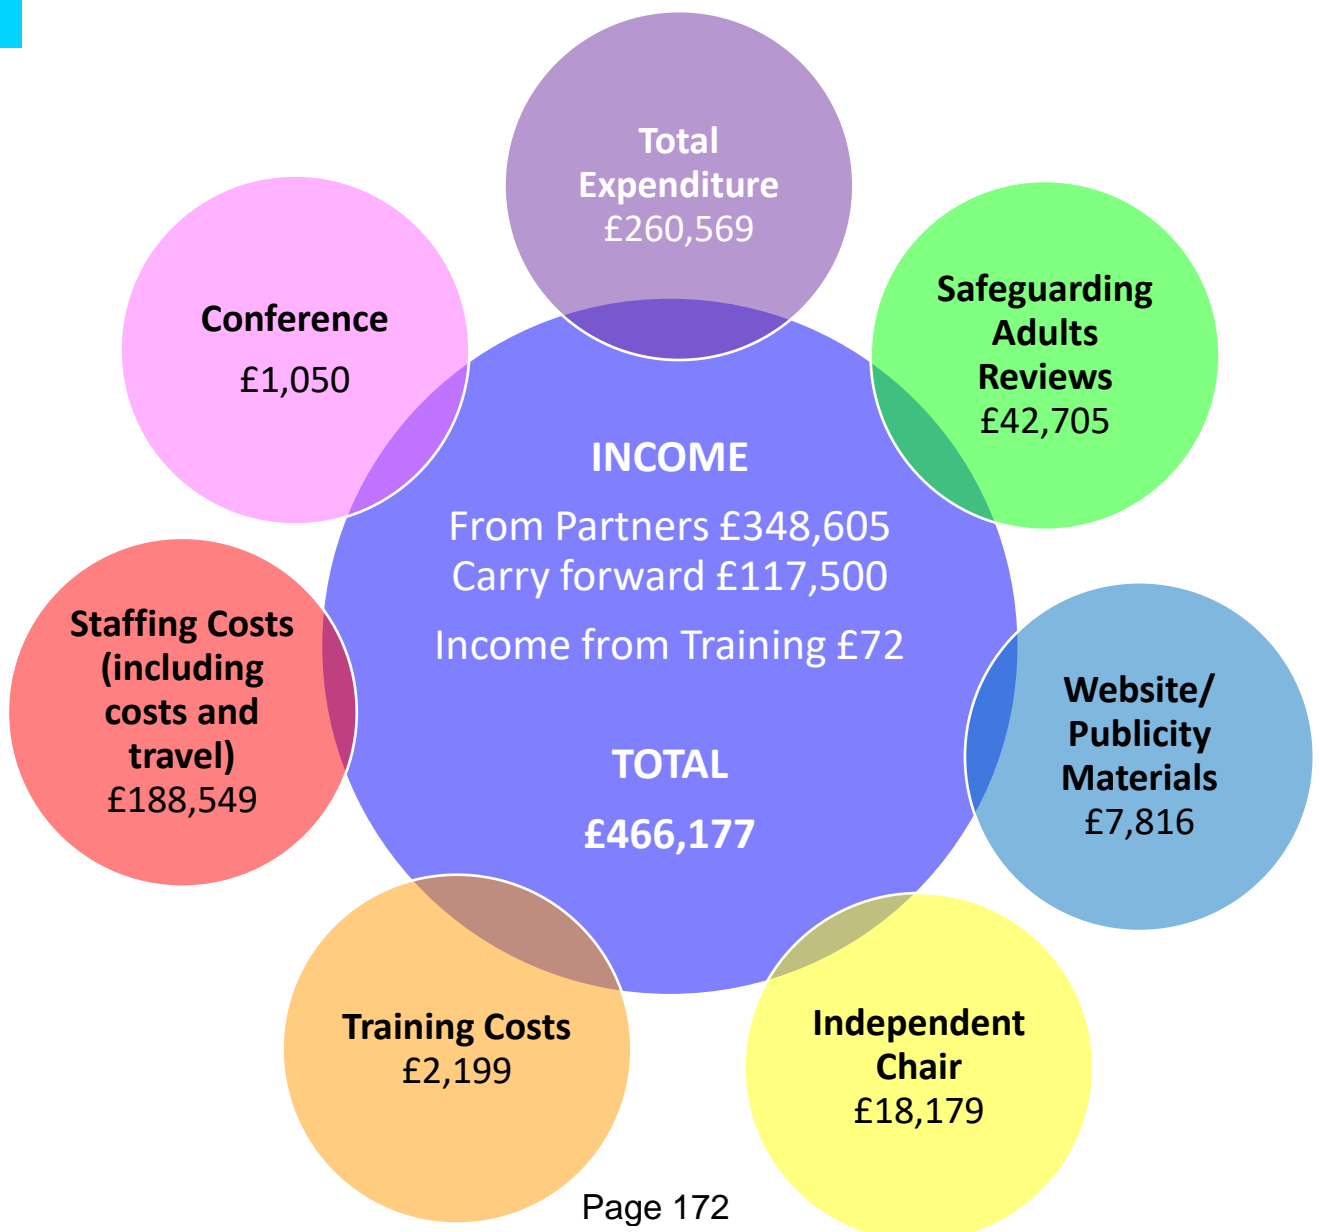 Total
Expenditure
£260,569
Safeguarding
Adults
Reviews
£42,705
Website/
Publicity
Materials
£7,816
Independent
Chair
£18,179
Training Costs
£2,199
Staffing Costs
(including
costs and
travel)
£188,549
Conference
£1,050
INCOME
From Partners £348,605
Carry forward £117,500
Income from Training £72
TOTAL
£466,177
Page 172